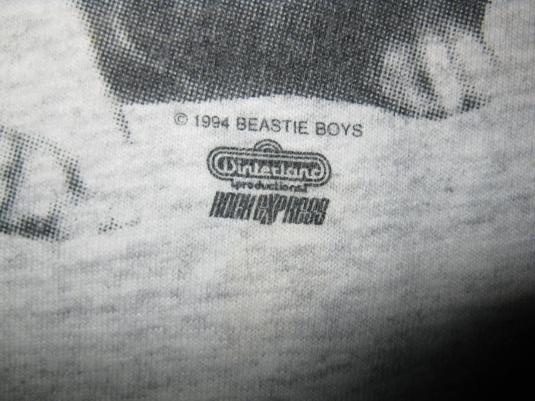 © 1994 BEASTIE BOYS
Winterland
productions
ROCK EXPRESS